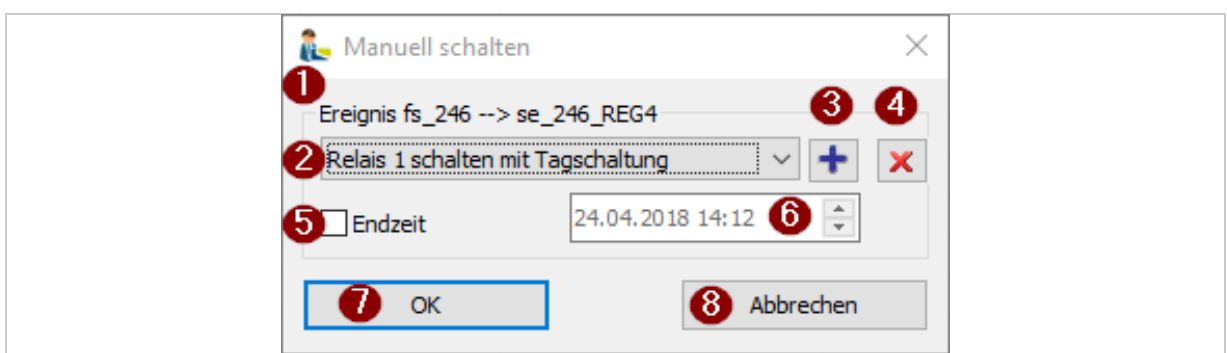 Manuell schalten
1
Ereignis fs_246 --> se_246_REG4
3 4
2 Relais 1 schalten mit Tagschaltung
5 Endzeit 24.04.2018 14:12 6
7 OK 8 Abbrechen